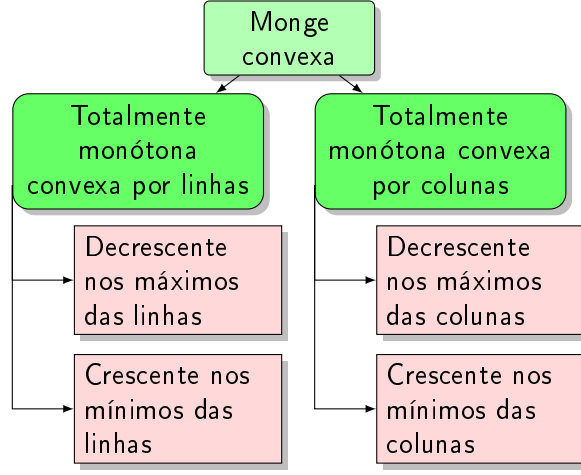 Monge
convexa
Totalmente
monótona
convexa por linhas
Totalmente
monótona convexa
por colunas
Decrescente
nos máximos
das linhas
Decrescente
nos máximos
das colunas
Crescente nos
mínimos das
linhas
Crescente nos
mínimos das
colunas